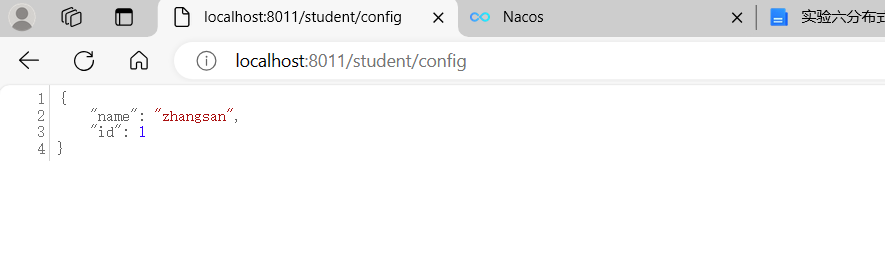 localhost:8011/student/config
Nacos
实验六分布式
localhost:8011/student/config
1 {
2 "name": "zhangsan",
3 "id": 1
4 }